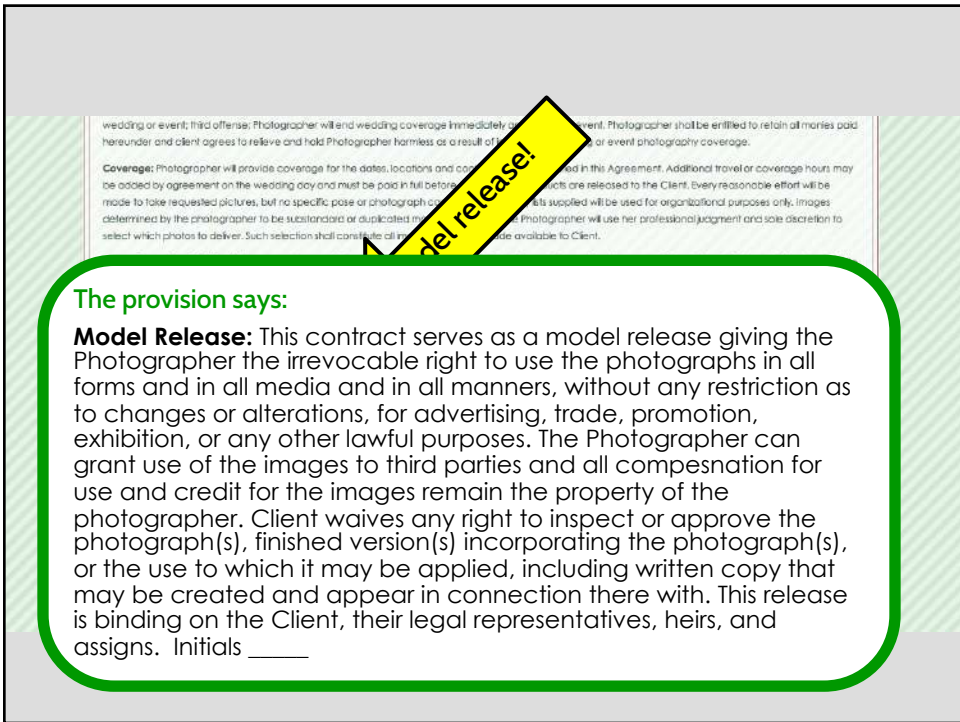 wedding or event; third offense; Photographer will end wedding coverage immediately event. Photographer shall be entitled to retain all monies paid
hereunder and client agrees to relieve and hold Photographer harmless as a result of or event photography coverage.
Coverage: Photographer will provide coverage for the dates, locations and in this Agreement. Additional travel or coverage hours may
be added by agreement on the wedding day and must be paid in full before are released to the Client. Every reasonable effort will be
made to take requested pictures, but no specific pose or photograph supplied will be used for organizational purposes only. Images
determined by the photographer to be substandard or duplicated Photographer will use her professional judgment and sole discretion to
select which photos to deliver. Such selection shall constitute all available to Client.
release!
The provision says:
Model Release: This contract serves as a model release giving the
Photographer the irrevocable right to use the photographs in all
forms and in all media and in all manners, without any restriction as
to changes or alterations, for advertising, trade, promotion,
exhibition, or any other lawful purposes. The Photographer can
grant use of the images to third parties and all compesnation for
use and credit for the images remain the property of the
photographer. Client waives any right to inspect or approve the
photograph(s), finished version(s) incorporating the photograph(s),
or the use to which it may be applied, including written copy that
may be created and appear in connection there with. This release
is binding on the Client, their legal representatives, heirs, and
assigns. Initials _____